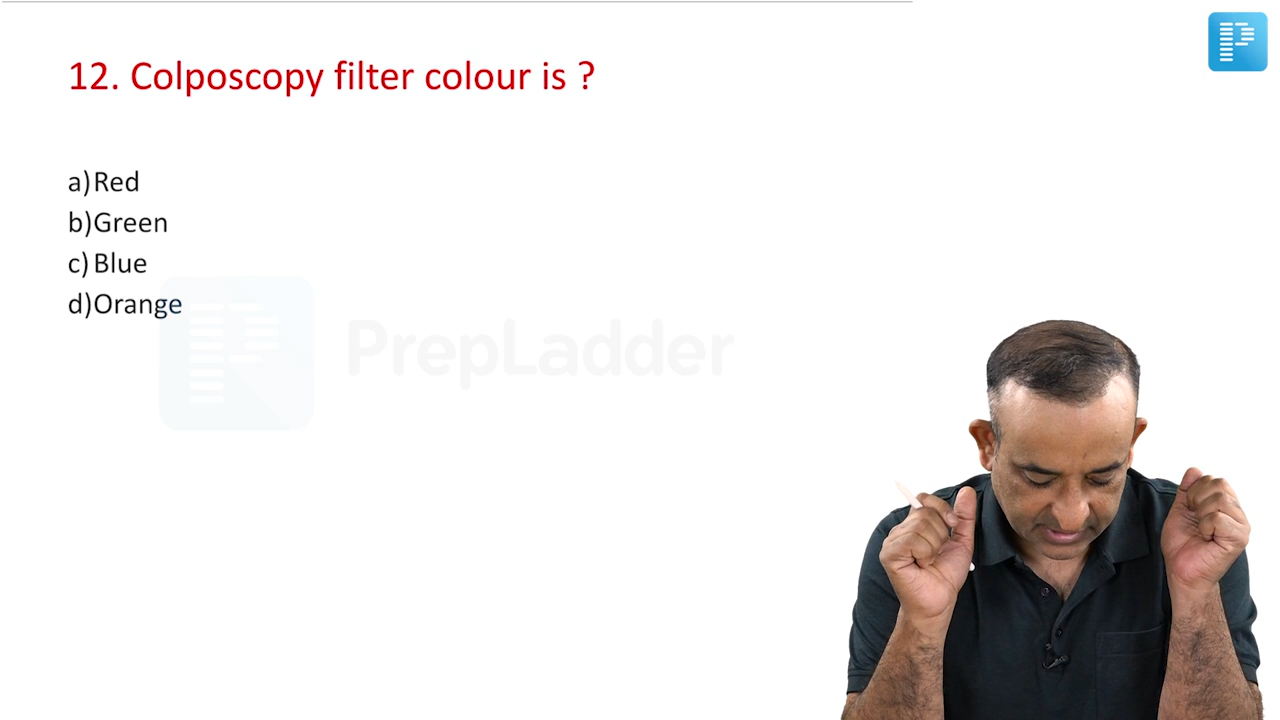 12. Colposcopy filter colour is ?
a)Red
b)Green
c) Blue
d)Orange
PrepLadder